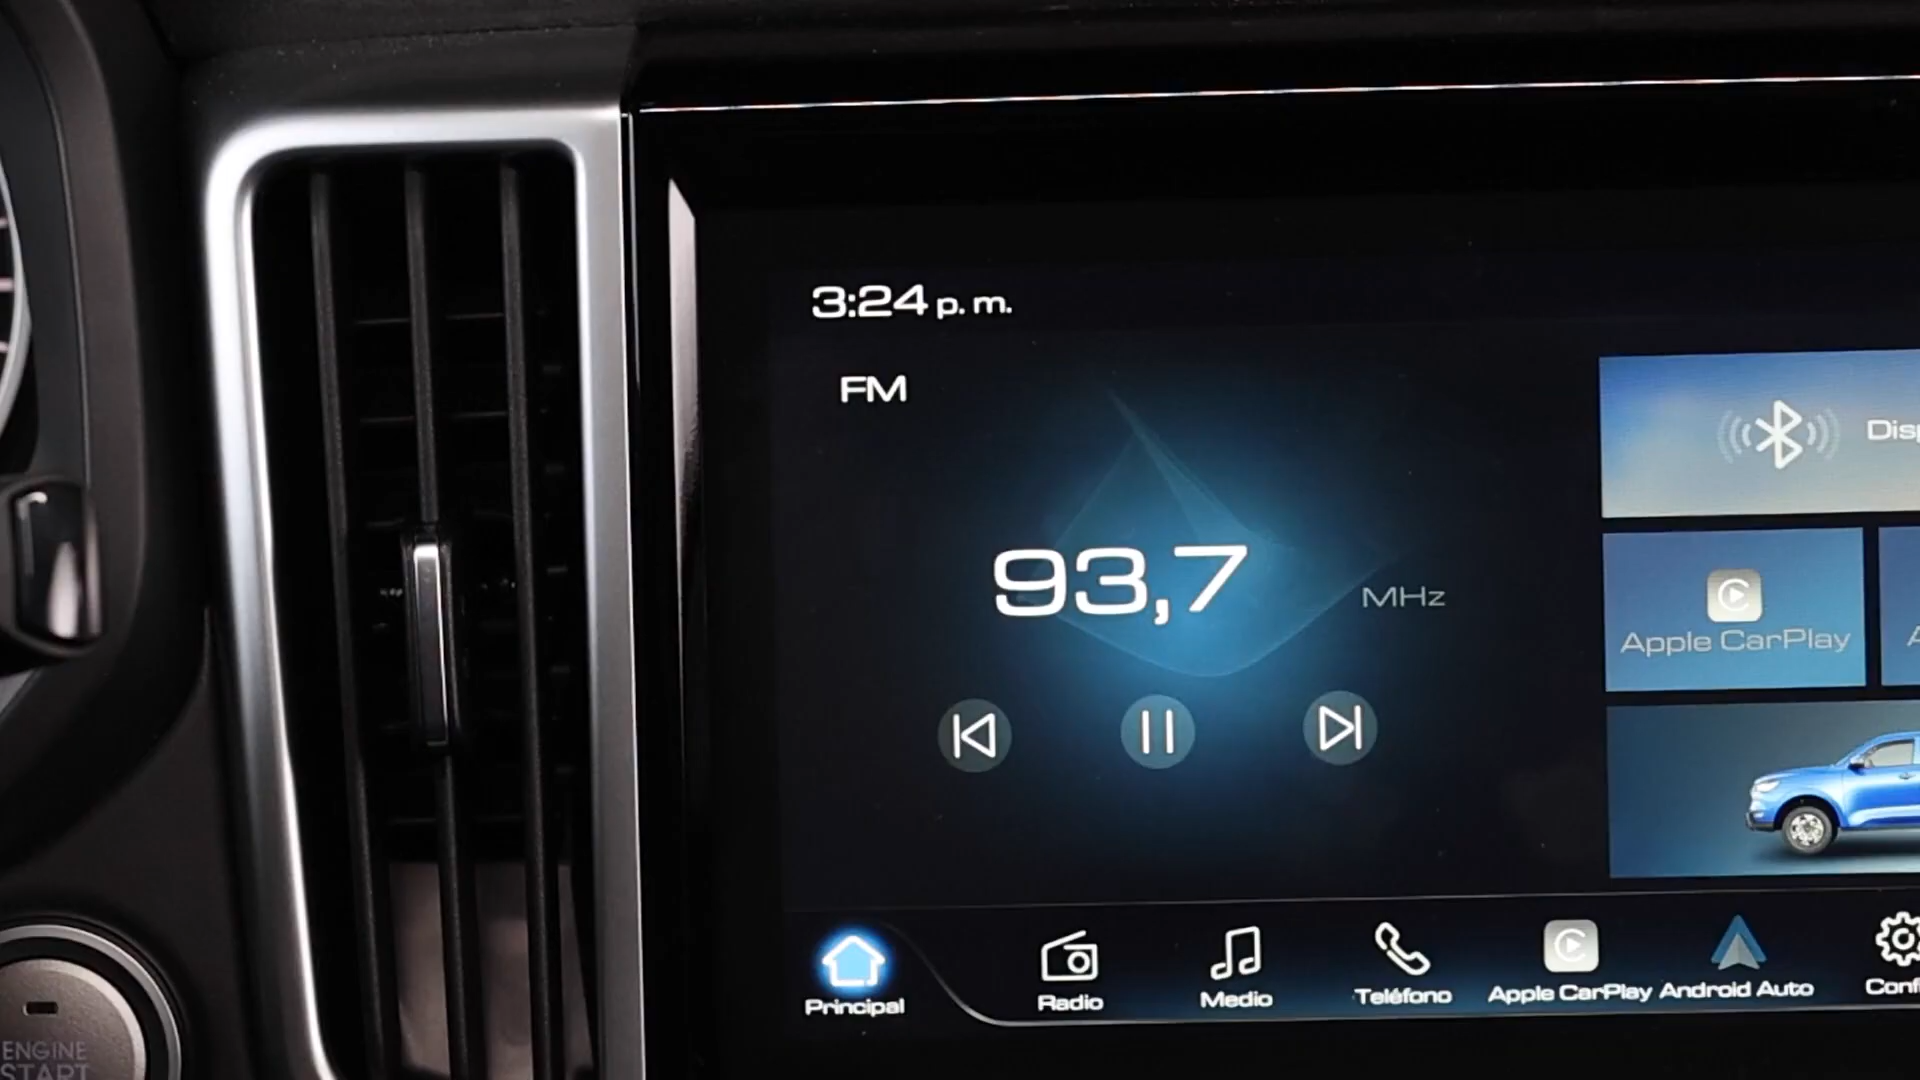 3:24 p. m.
FM
93,7 MHz
Apple CarPlay
Principal
Radio
Medio
Teléfono
Apple CarPlay
Android Auto
ENGINE
START